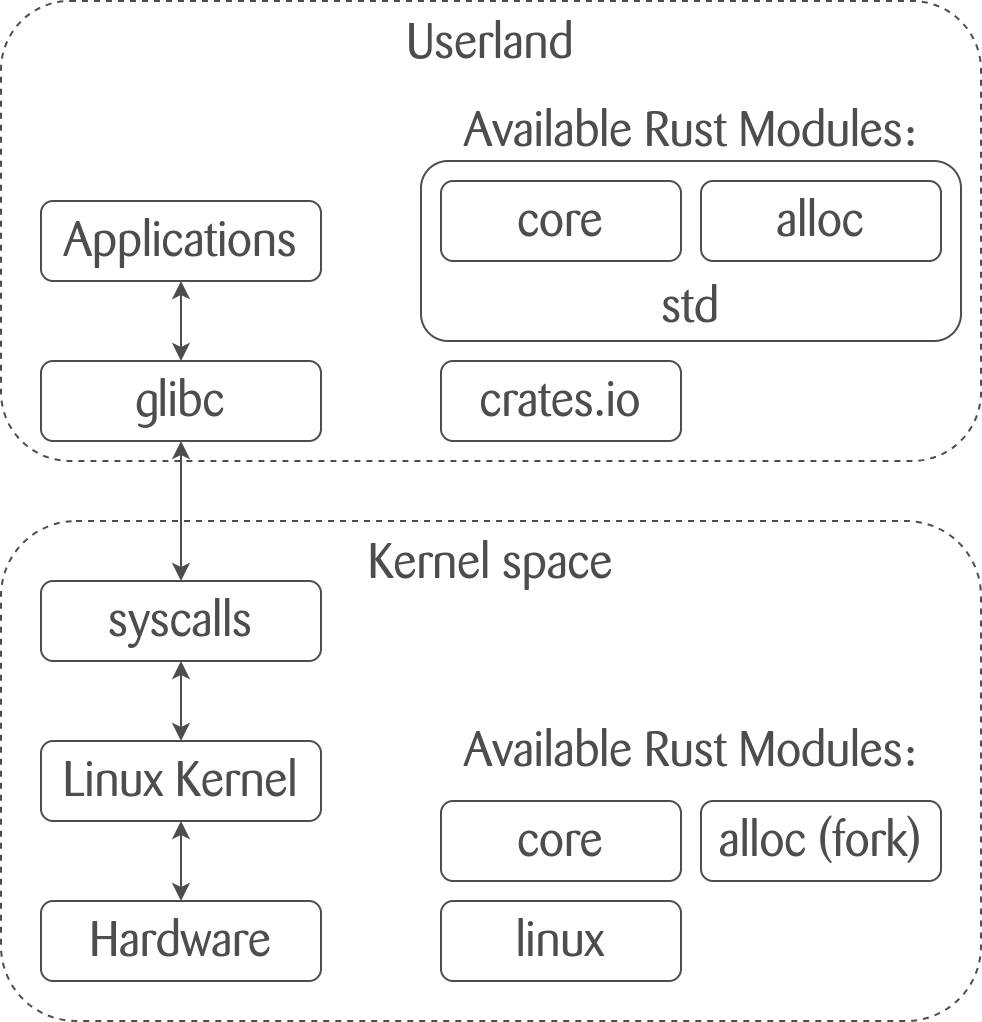 Userland
Available Rust Modules:
core
alloc
std
crates.io
Applications
glibc
Kernel space
syscalls
Linux Kernel
Hardware
Available Rust Modules:
core
alloc (fork)
linux